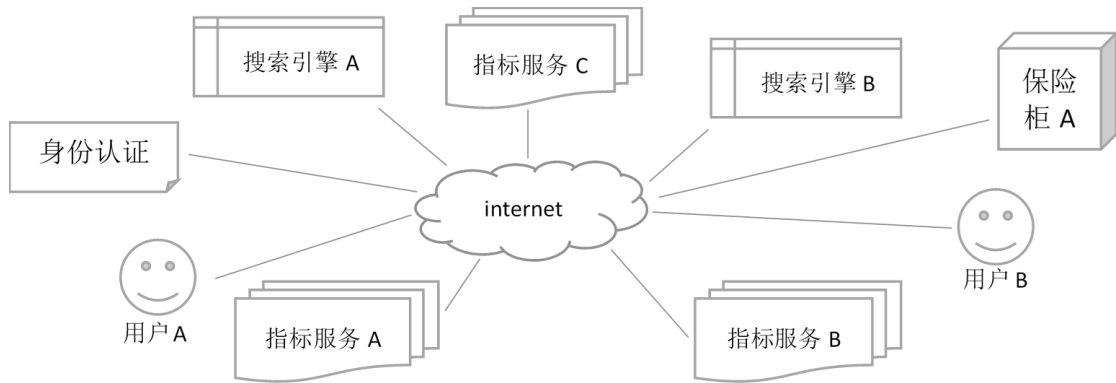 搜索引擎 A
指标服务 C
搜索引擎 B
保险
柜 A
身份认证
internet
用户 A
指标服务 A
指标服务 B
用户 B